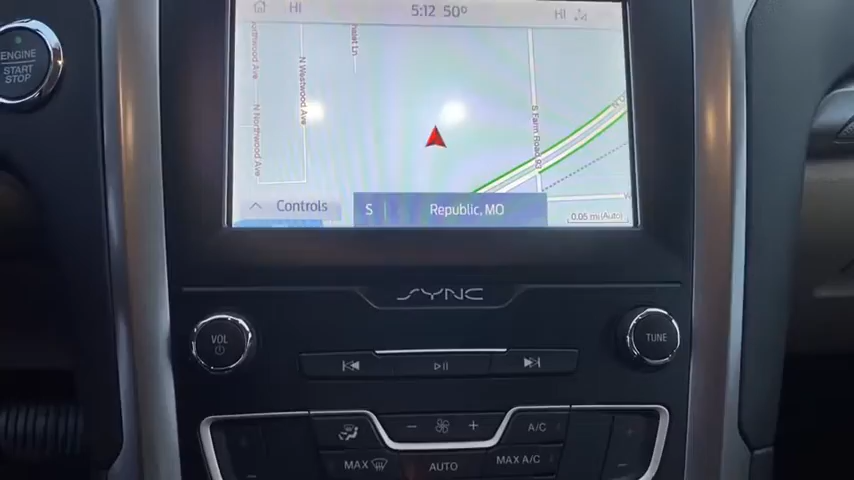 HI
5:12 50°
HI
ENGINE
START
STOP
N Westwood Ave
N Northwood Ave
S Farm Road 93
Controls
S
Republic, MO
0.05 mi(Auto)
SYNC
VOL
TUNE
A/C
MAX
AUTO
MAX A/C